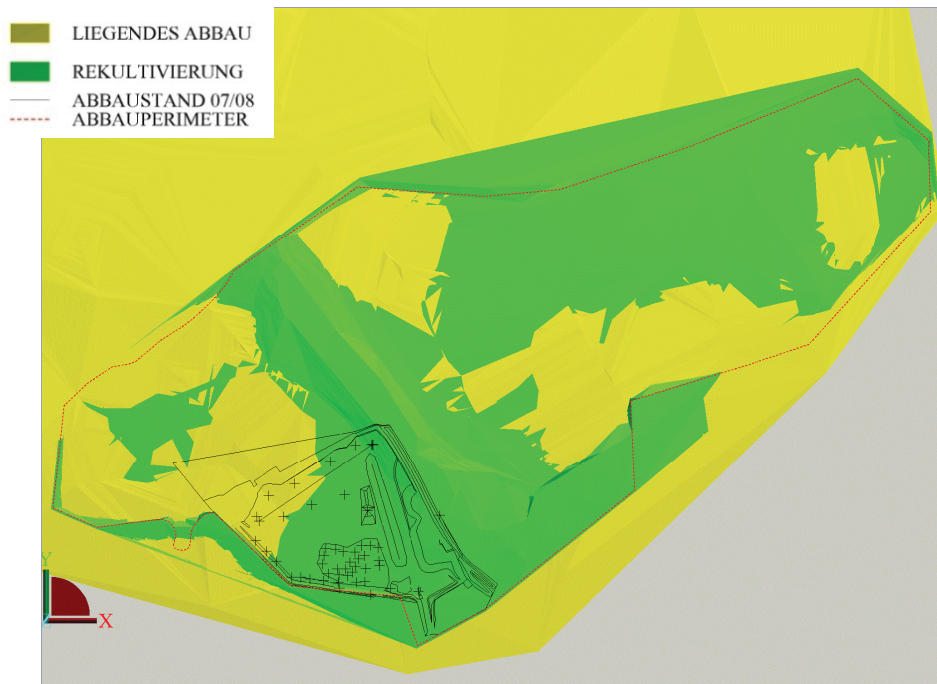 LIEGENDES ABBAU
REKULTIVIERUNG
ABBAUSTAND 07/08
ABBAUPERIMETER
Y
X